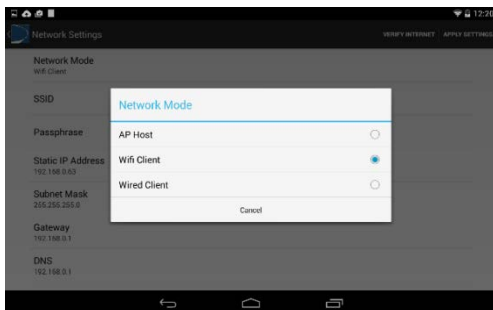 12:20
Network Settings
VERIFY INTERNET
APPLY SETTINGS
Network Mode
Wifi Client
SSID
Passphrase
Static IP Address
192.168.0.63
Subnet Mask
255.255.255.0
Gateway
192.168.0.1
DNS
192.168.0.1
Network Mode
AP Host
Wifi Client
Wired Client
Cancel